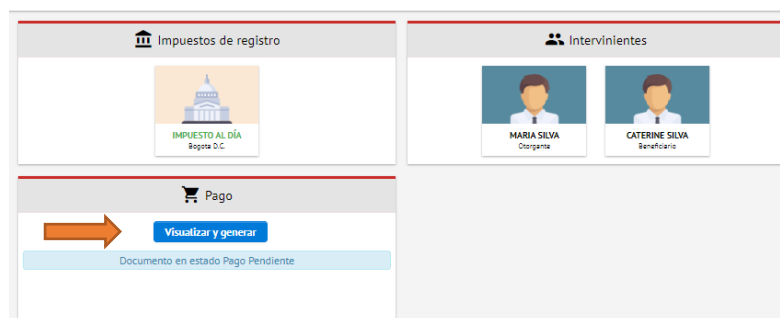 Impuestos de registro
IMPUESTO AL DÍA
Bogota D.C.
Intervinientes
MARIA SILVA
Otorgante
CATERINE SILVA
Beneficiario
Pago
Visualizar y generar
Documento en estado Pago Pendiente